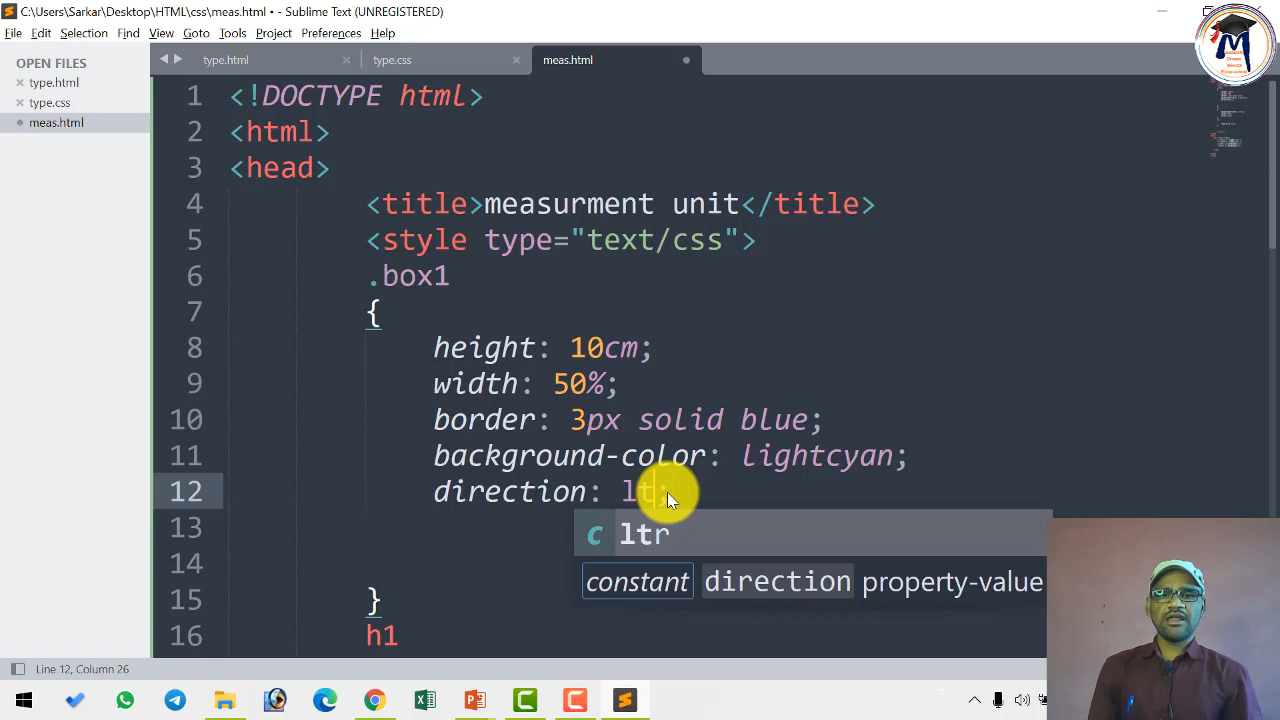 C:\Users\Sarkar\Desktop\HTML\css\meas.html • - Sublime Text (UNREGISTERED)
File Edit Selection Find View Goto Tools Project Preferences Help
OPEN FILES
type.html
type.css
meas.html
type.html
type.css
meas.html
1 <!DOCTYPE html>
2 <html>
3 <head>
4 <title>measurment unit</title>
5 <style type="text/css">
6 .box1
7 {
8 height: 10cm;
9 width: 50%;
10 border: 3px solid blue;
11 background-color: lightcyan;
12 direction: lt;
c ltr
constant direction property-value
13
14
15 }
16 h1
Line 12, Column 26